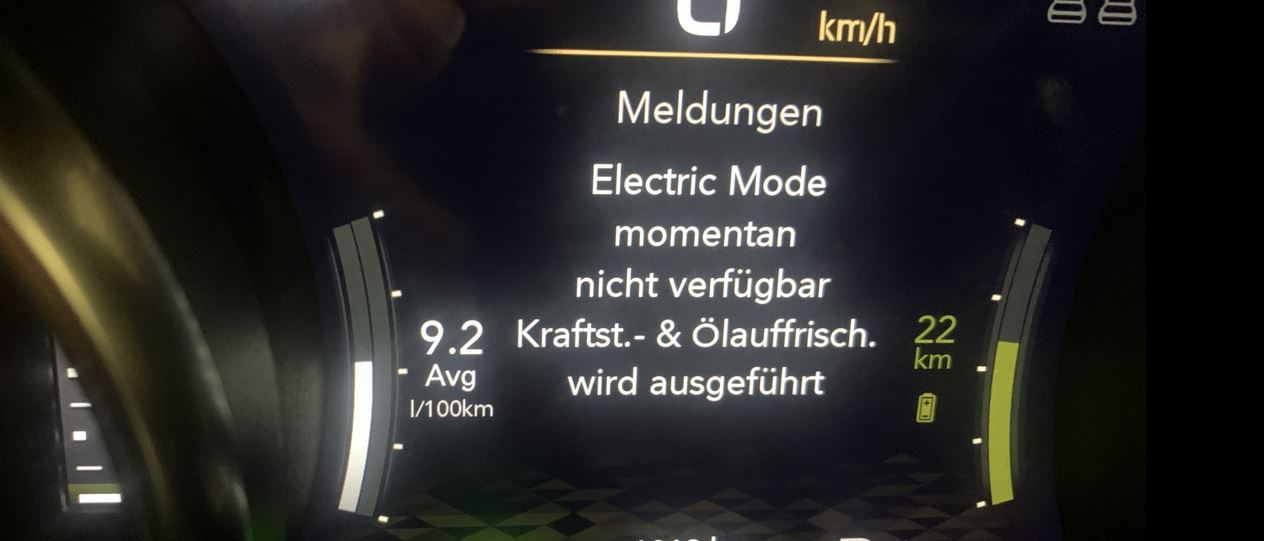 km/h
Meldungen
Electric Mode
momentan
nicht verfügbar
Kraftst.- & Ölauffrisch.
wird ausgeführt
9.2
Avg
l/100km
22
km